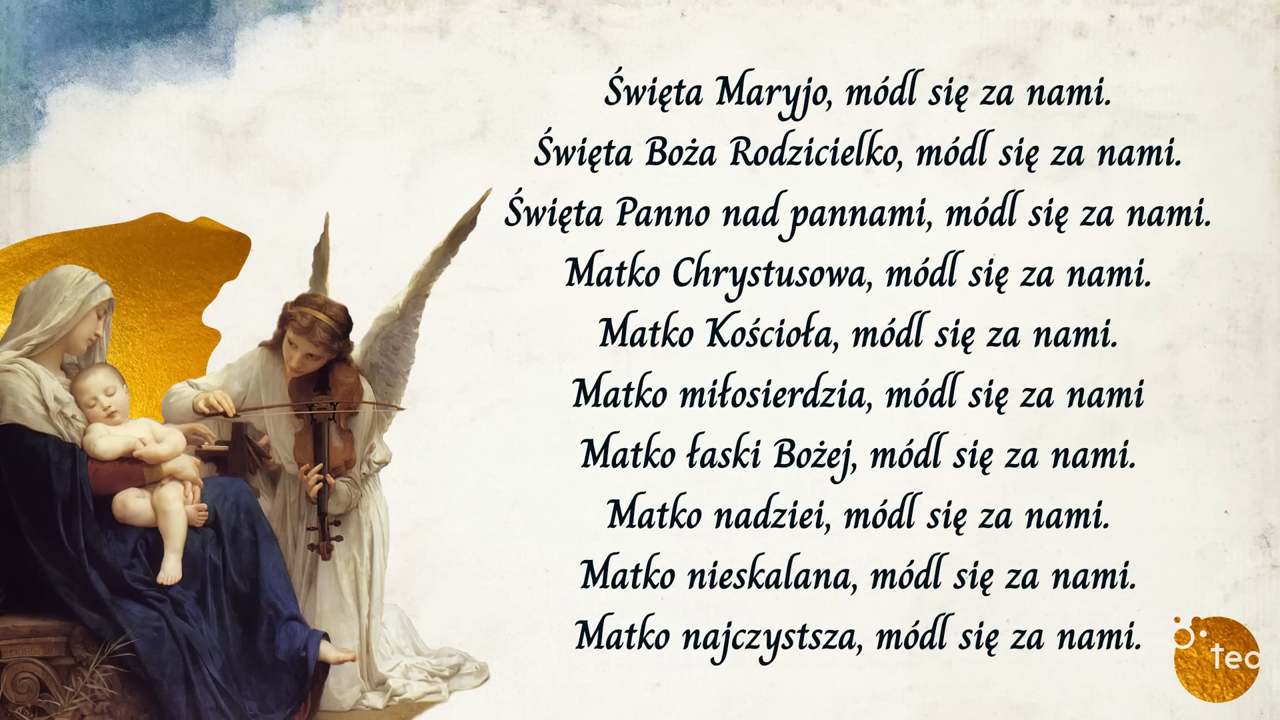 Święta Maryjo, módl się za nami.
Święta Boża Rodzicielko, módl się za nami.
Święta Panno nad pannami, módl się za nami.
Matko Chrystusowa, módl się za nami.
Matko Kościoła, módl się za nami.
Matko miłosierdzia, módl się za nami
Matko łaski Bożej, módl się za nami.
Matko nadziei, módl się za nami.
Matko nieskalana, módl się za nami.
Matko najczystsza, módl się za nami.